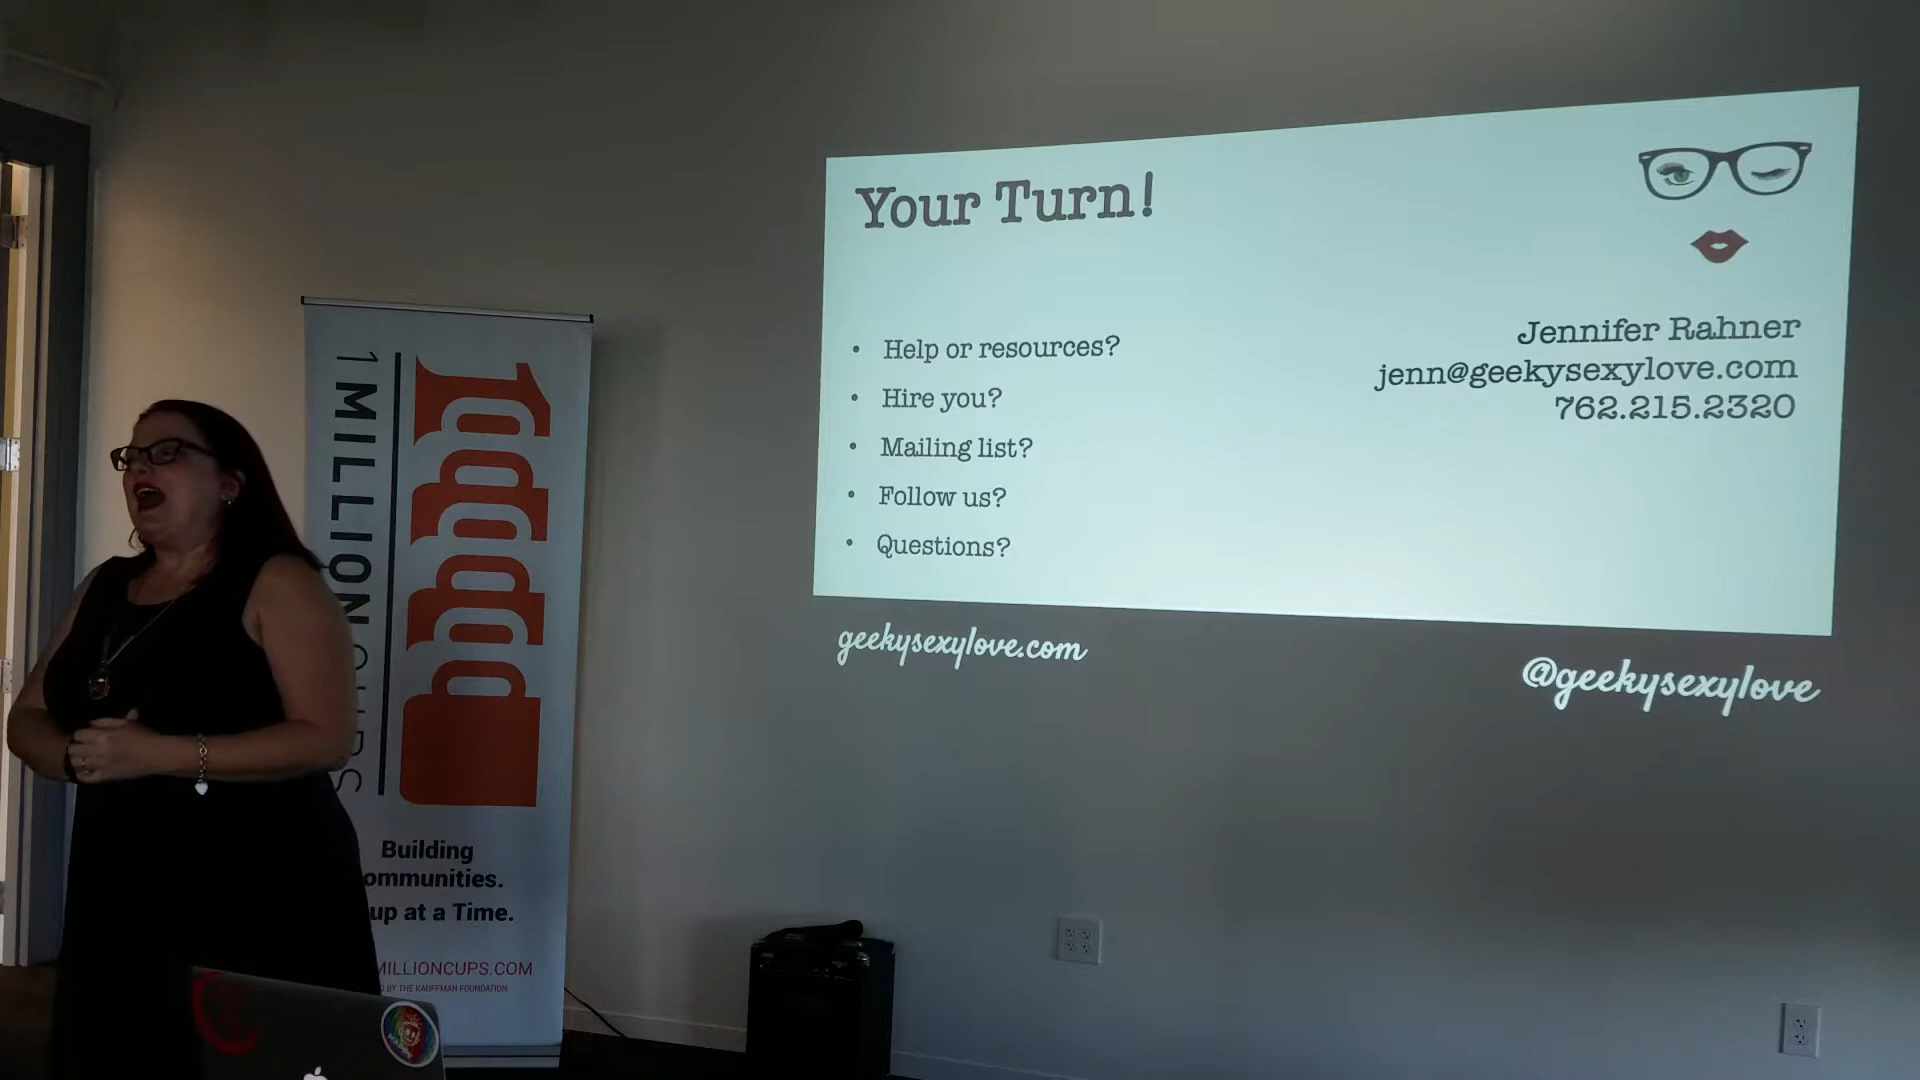 Your Turn!
• Help or resources?
• Hire you?
• Mailing list?
• Follow us?
• Questions?
Jennifer Rahner
jenn@geekysexylove.com
762.215.2320
geekysexylove.com
@geekysexylove
1 MILLION CUPS
Building
ommunities.
up at a Time.
MILLIONCUPS.COM
BY THE KAUFFMAN FOUNDATION